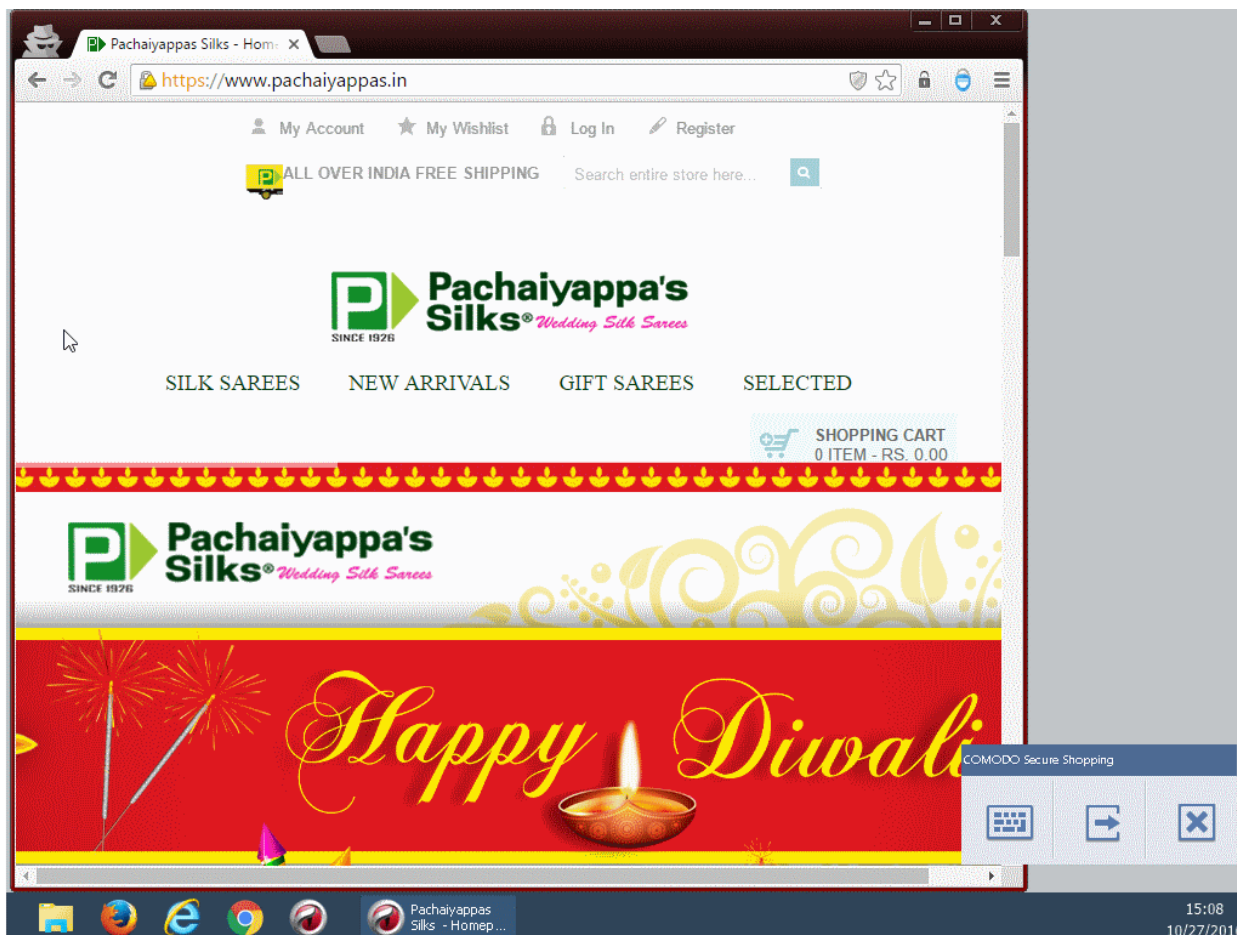 Pachaiyappas Silks - Hom
https://www.pachaiyappas.in
My Account My Wishlist Log In Register
ALL OVER INDIA FREE SHIPPING Search entire store here...
P
Pachaiyappa's
Silks® Wedding Silk Sarees
SINCE 1926
SILK SAREES NEW ARRIVALS GIFT SAREES SELECTED
SHOPPING CART
0 ITEM - RS. 0.00
P
Pachaiyappa's
Silks® Wedding Silk Sarees
SINCE 1926
Happy Diwali
COMODO Secure Shopping
Pachaiyappas
Silks - Homep...
15:08
10/27/201